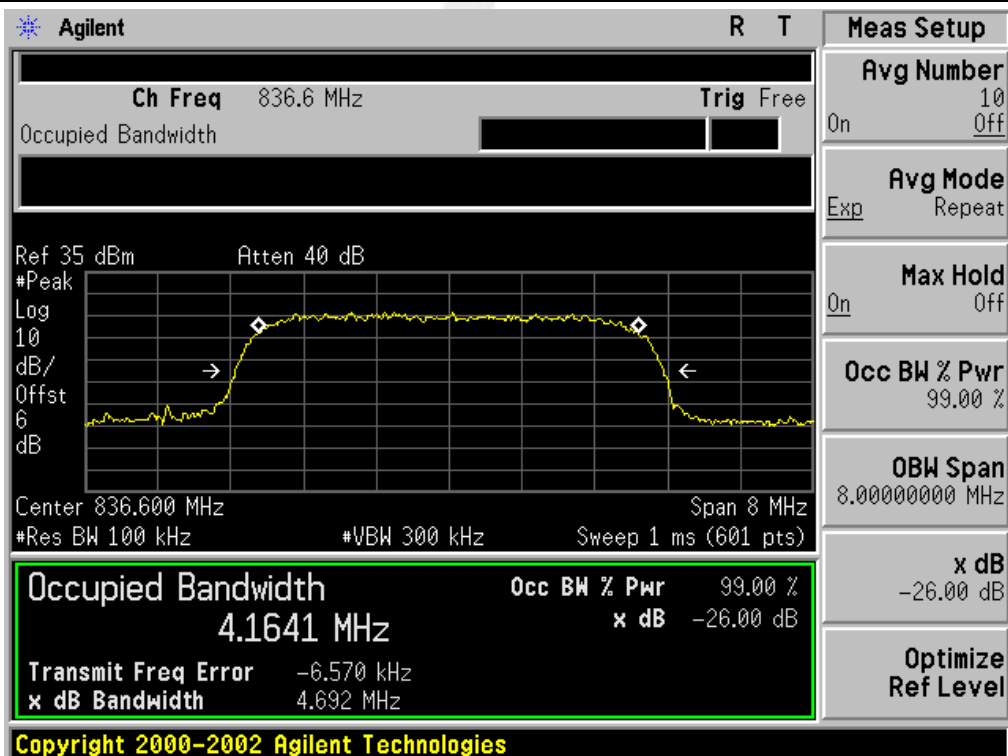 Agilent R T Meas Setup
Ch Freq 836.6 MHz Trig Free
Occupied Bandwidth
Ref 35 dBm Atten 40 dB
#Peak
Log
10
dB/
Offst
6
dB
Center 836.600 MHz Span 8 MHz
#Res BW 100 kHz #VBW 300 kHz Sweep 1 ms (601 pts)
Occupied Bandwidth Occ BW % Pwr 99.00 %
4.1641 MHz x dB -26.00 dB
Transmit Freq Error -6.570 kHz
x dB Bandwidth 4.692 MHz
Avg Number
10
On Off
Avg Mode
Exp Repeat
Max Hold
On Off
Occ BW % Pwr
99.00 %
OBW Span
8.00000000 MHz
x dB
-26.00 dB
Optimize
Ref Level
Copyright 2000-2002 Agilent Technologies